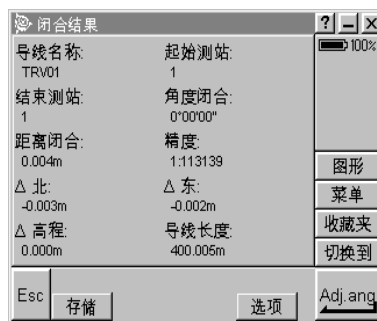 闭合结果
? – ×
100%
导线名称: 起始测站:
TRV01 1
结束测站: 角度闭合:
1 0°00'00"
距离闭合: 精度:
0.004m 1:113139
Δ 北: Δ 东:
-0.003m -0.002m
Δ 高程: 导线长度:
0.000m 400.005m
图形
菜单
收藏夹
切换到
Esc 存储 选项 Adj.ang